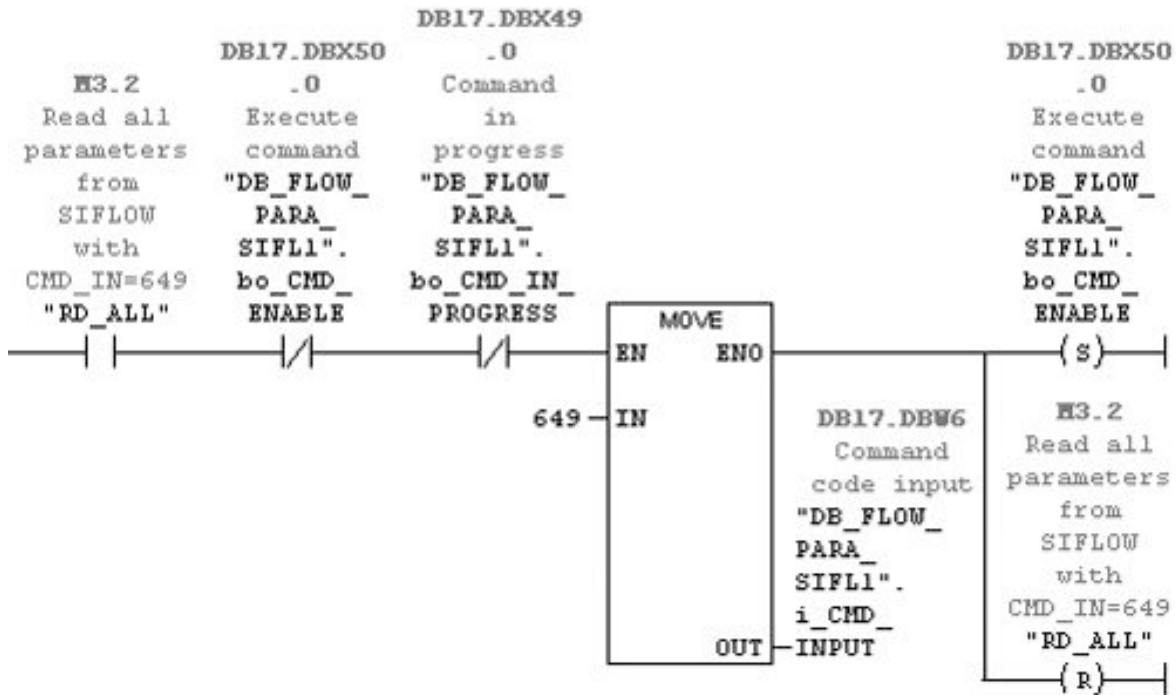 M3.2
Read all
parameters
from
SIFLOW
with
CMD_IN=649
"RD_ALL"
DB17.DBX50
.0
Execute
command
"DB_FLOW_
PARA_
SIFL1".
bo_CMD_
ENABLE
DB17.DBX49
.0
Command
in
progress
"DB_FLOW_
PARA_
SIFL1".
bo_CMD_IN_
PROGRESS
MOVE
EN ENO
649 IN
OUT
DB17.DBW6
Command
code input
"DB_FLOW_
PARA_
SIFL1".
i_CMD_
INPUT
DB17.DBX50
.0
Execute
command
"DB_FLOW_
PARA_
SIFL1".
bo_CMD_
ENABLE
(S)
M3.2
Read all
parameters
from
SIFLOW
with
CMD_IN=649
"RD_ALL"
(R)